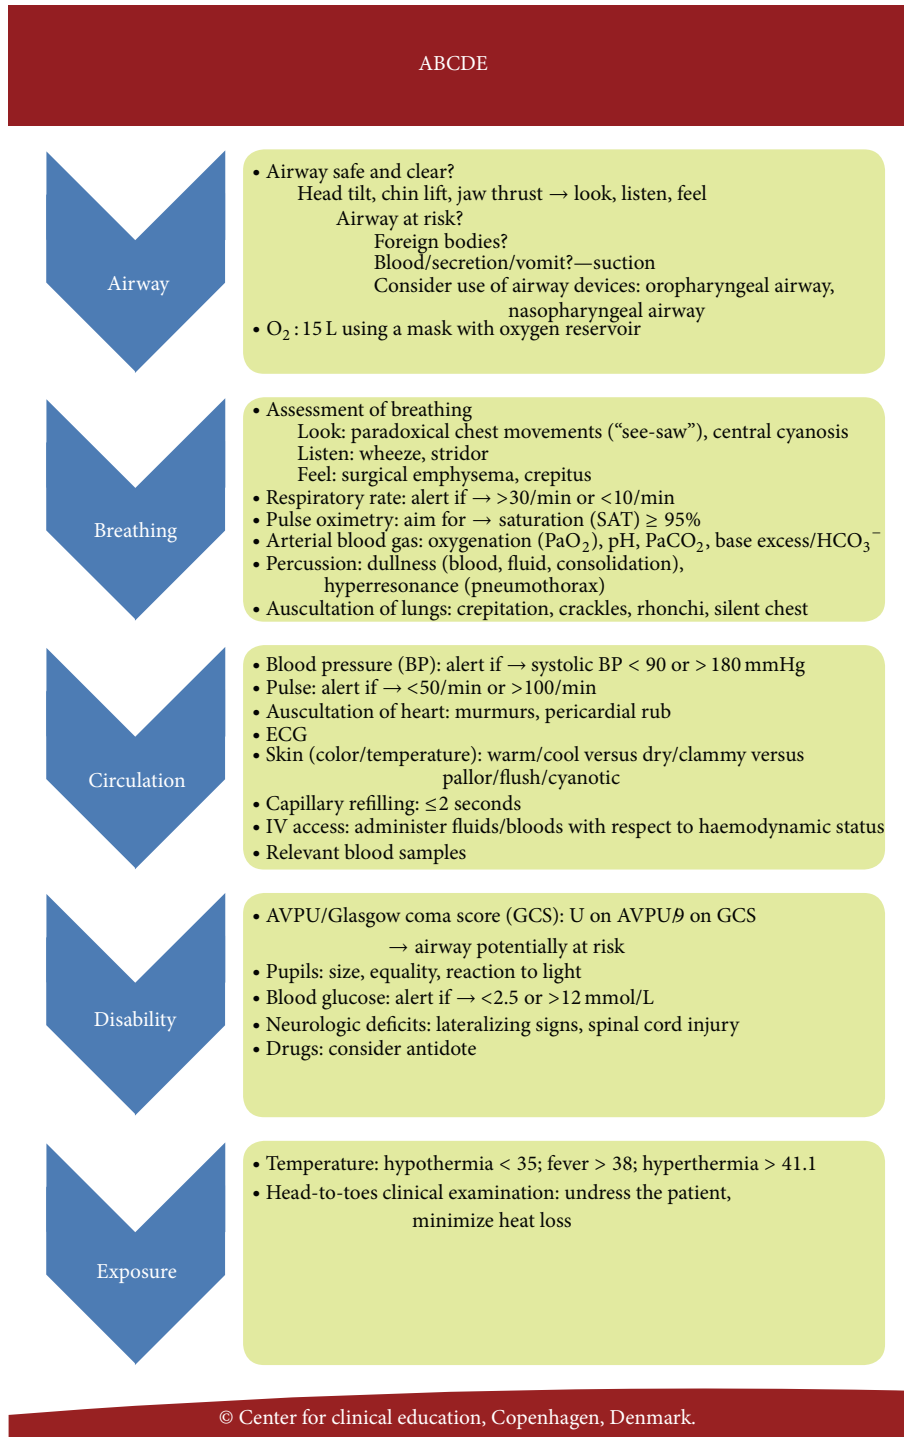 ABCDE
Airway
• Airway safe and clear?
Head tilt, chin lift, jaw thrust → look, listen, feel
Airway at risk?
Foreign bodies?
Blood/secretion/vomit?—suction
Consider use of airway devices: oropharyngeal airway,
nasopharyngeal airway
• O₂ : 15 L using a mask with oxygen reservoir
Breathing
• Assessment of breathing
Look: paradoxical chest movements (“see-saw”), central cyanosis
Listen: wheeze, stridor
Feel: surgical emphysema, crepitus
• Respiratory rate: alert if → >30/min or <10/min
• Pulse oximetry: aim for → saturation (SAT) ≥ 95%
• Arterial blood gas: oxygenation (PaO₂), pH, PaCO₂, base excess/HCO₃⁻
• Percussion: dullness (blood, fluid, consolidation),
hyperresonance (pneumothorax)
• Auscultation of lungs: crepitation, crackles, rhonchi, silent chest
Circulation
• Blood pressure (BP): alert if → systolic BP < 90 or > 180 mmHg
• Pulse: alert if → <50/min or >100/min
• Auscultation of heart: murmurs, pericardial rub
• ECG
• Skin (color/temperature): warm/cool versus dry/clammy versus
pallor/flush/cyanotic
• Capillary refilling: ≤2 seconds
• IV access: administer fluids/bloods with respect to haemodynamic status
• Relevant blood samples
Disability
• AVPU/Glasgow coma score (GCS): U on AVPU/9 on GCS
→ airway potentially at risk
• Pupils: size, equality, reaction to light
• Blood glucose: alert if → <2.5 or >12 mmol/L
• Neurologic deficits: lateralizing signs, spinal cord injury
• Drugs: consider antidote
Exposure
• Temperature: hypothermia < 35; fever > 38; hyperthermia > 41.1
• Head-to-toes clinical examination: undress the patient,
minimize heat loss
© Center for clinical education, Copenhagen, Denmark.